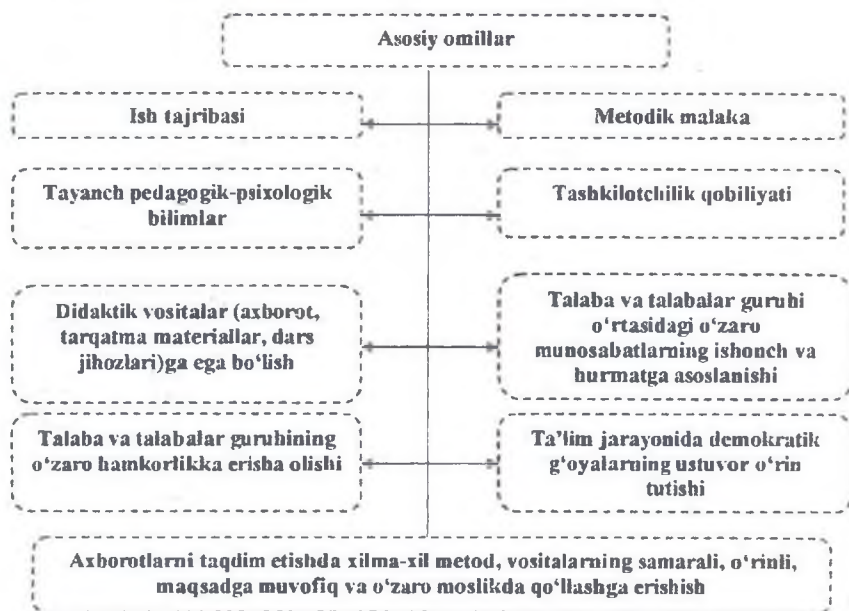 Asosiy omillar
Ish tajribasi
Metodik malaka
Tayanch pedagogik-psixologik
bilimlar
Tashkilotchilik qobiliyati
Didaktik vositalar (axborot,
tarqatma materiallar, dars
jihozlari)ga ega bo‘lish
Talaba va talabalar guruhi
o‘rtasidagi o‘zaro
munosabatlarning ishonch va
hurmatga asoslanishi
Talaba va talabalar guruhining
o‘zaro hamkorlikka erisha olishi
Ta’lim jarayonida demokratik
g‘oyalarning ustuvor o‘rin
tutishi
Axborotlarni taqdim etishda xilma-xil metod, vositalarning samarali, o‘rinli,
maqsadga muvofiq va o‘zaro moslikda qo‘llashga erishish